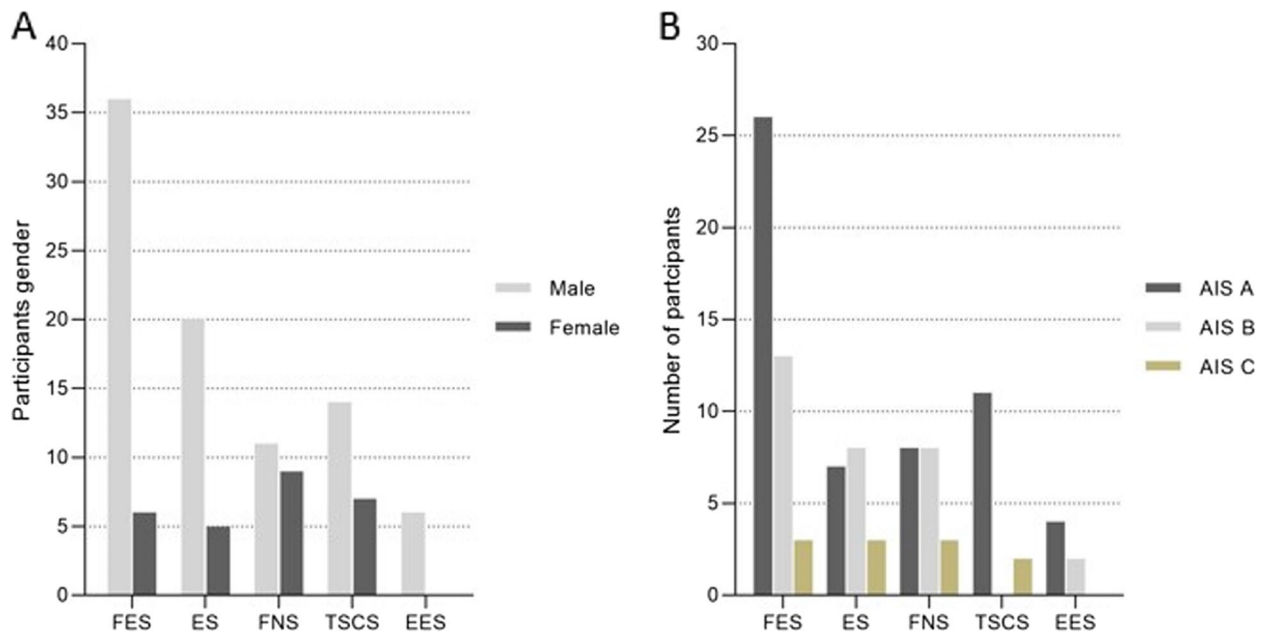 A
40
35
30
25
20
15
10
5
0
Participants gender
FES ES FNS TSCS EES
Male
Female
B
30
25
20
15
10
5
0
Number of partcipants
FES ES FNS TSCS EES
AIS A
AIS B
AIS C